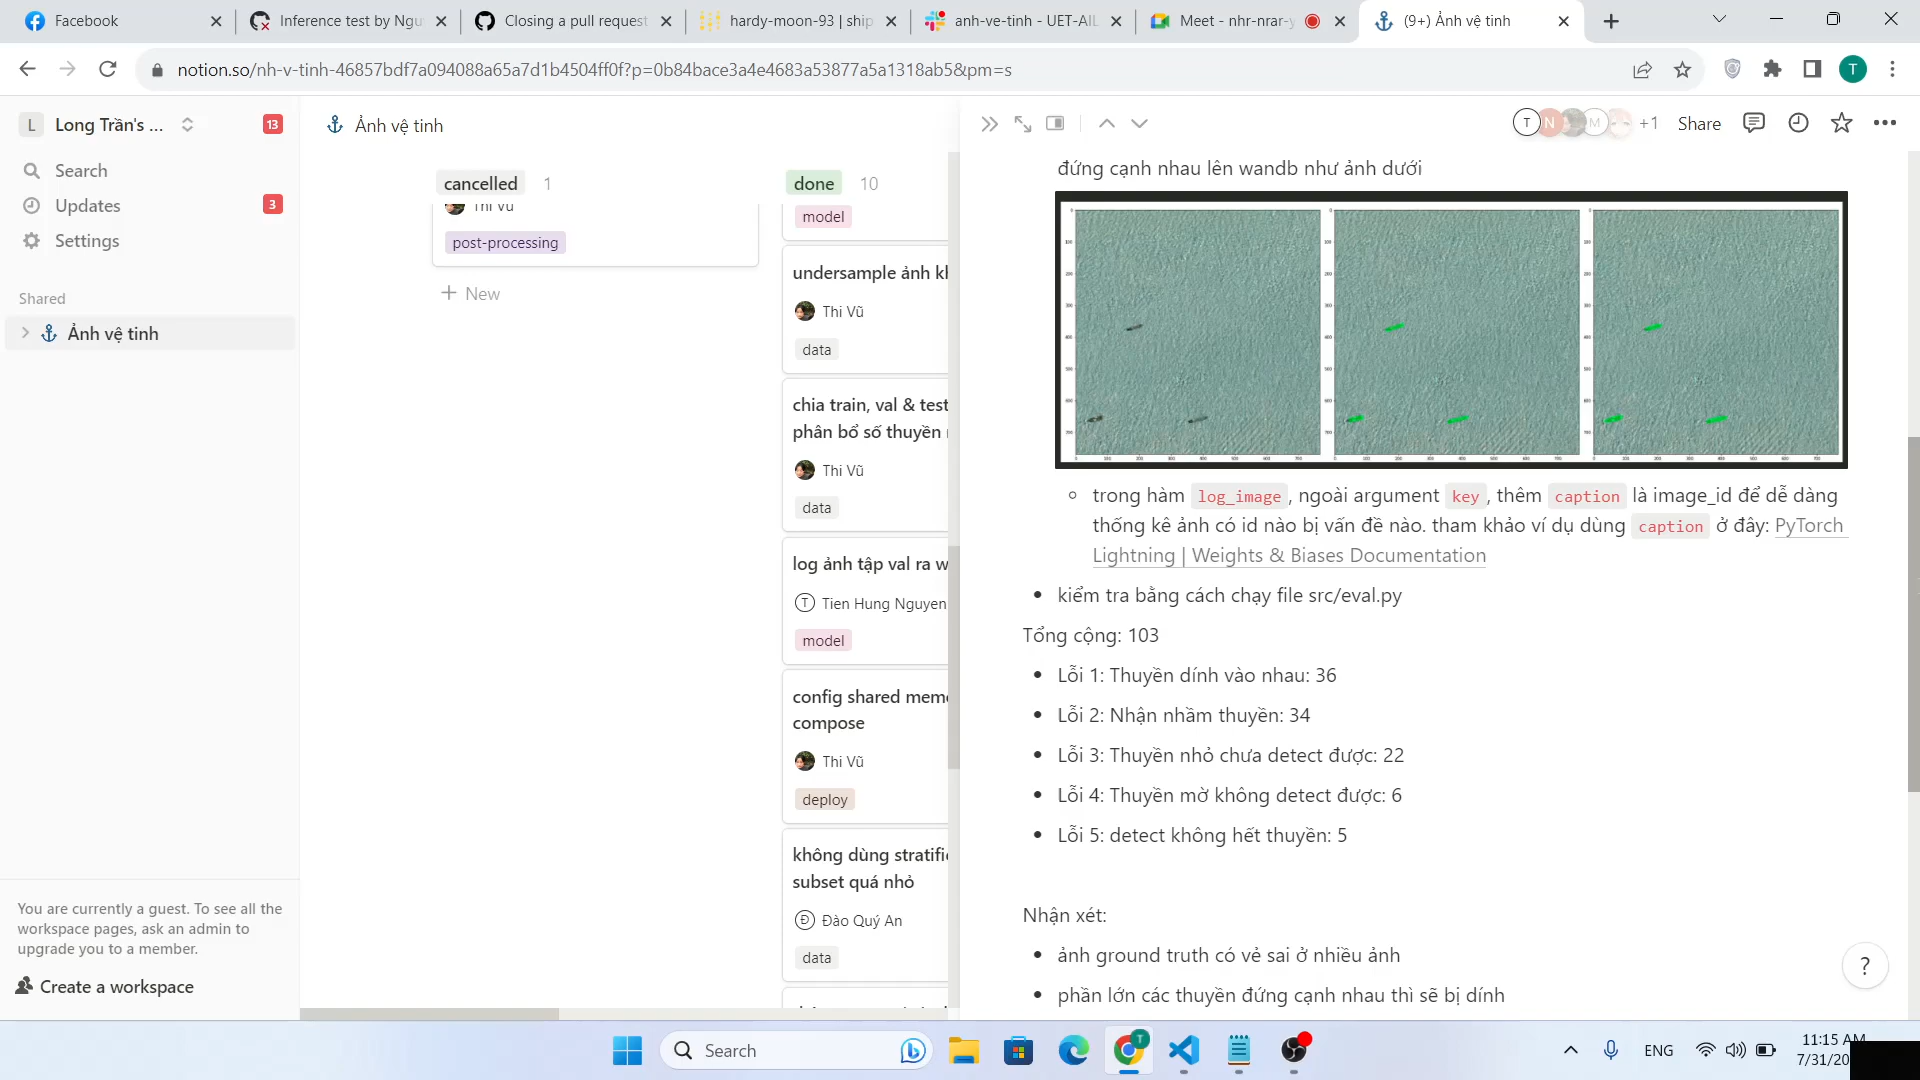 Facebook
Inference test by Ngu
Closing a pull request
hardy-moon-93 | ship
anh-ve-tinh - UET-AIL
Meet - nhr-nrar-y
(9+) Ảnh vệ tinh
notion.so/nh-v-tinh-46857bdf7a094088a65a7d1b4504ff0f?p=0b84bace3a4e4683a53877a5a1318ab5&pm=s
T
L Long Trần's ... 13
Search
Updates 3
Settings
Shared
Ảnh vệ tinh
You are currently a guest. To see all the
workspace pages, ask an admin to
upgrade you to a member.
Create a workspace
Ảnh vệ tinh
cancelled 1
Thi Vũ
post-processing
New
done 10
model
undersample ảnh kh
Thi Vũ
data
chia train, val & test
phân bổ số thuyền
Thi Vũ
data
log ảnh tập val ra w
T Tien Hung Nguyen
model
config shared mem
compose
Thi Vũ
deploy
không dùng stratifi
subset quá nhỏ
Đ Đào Quý An
data
T N M +1 Share
đứng cạnh nhau lên wandb như ảnh dưới
trong hàm log_image, ngoài argument key, thêm caption là image_id để dễ dàng
thống kê ảnh có id nào bị vấn đề nào. tham khảo ví dụ dùng caption ở đây: PyTorch
Lightning | Weights & Biases Documentation
kiểm tra bằng cách chạy file src/eval.py
Tổng cộng: 103
Lỗi 1: Thuyền dính vào nhau: 36
Lỗi 2: Nhận nhầm thuyền: 34
Lỗi 3: Thuyền nhỏ chưa detect được: 22
Lỗi 4: Thuyền mờ không detect được: 6
Lỗi 5: detect không hết thuyền: 5
Nhận xét:
ảnh ground truth có vẻ sai ở nhiều ảnh
phần lớn các thuyền đứng cạnh nhau thì sẽ bị dính
?
Search
T
ENG
11:15 AM
7/31/20